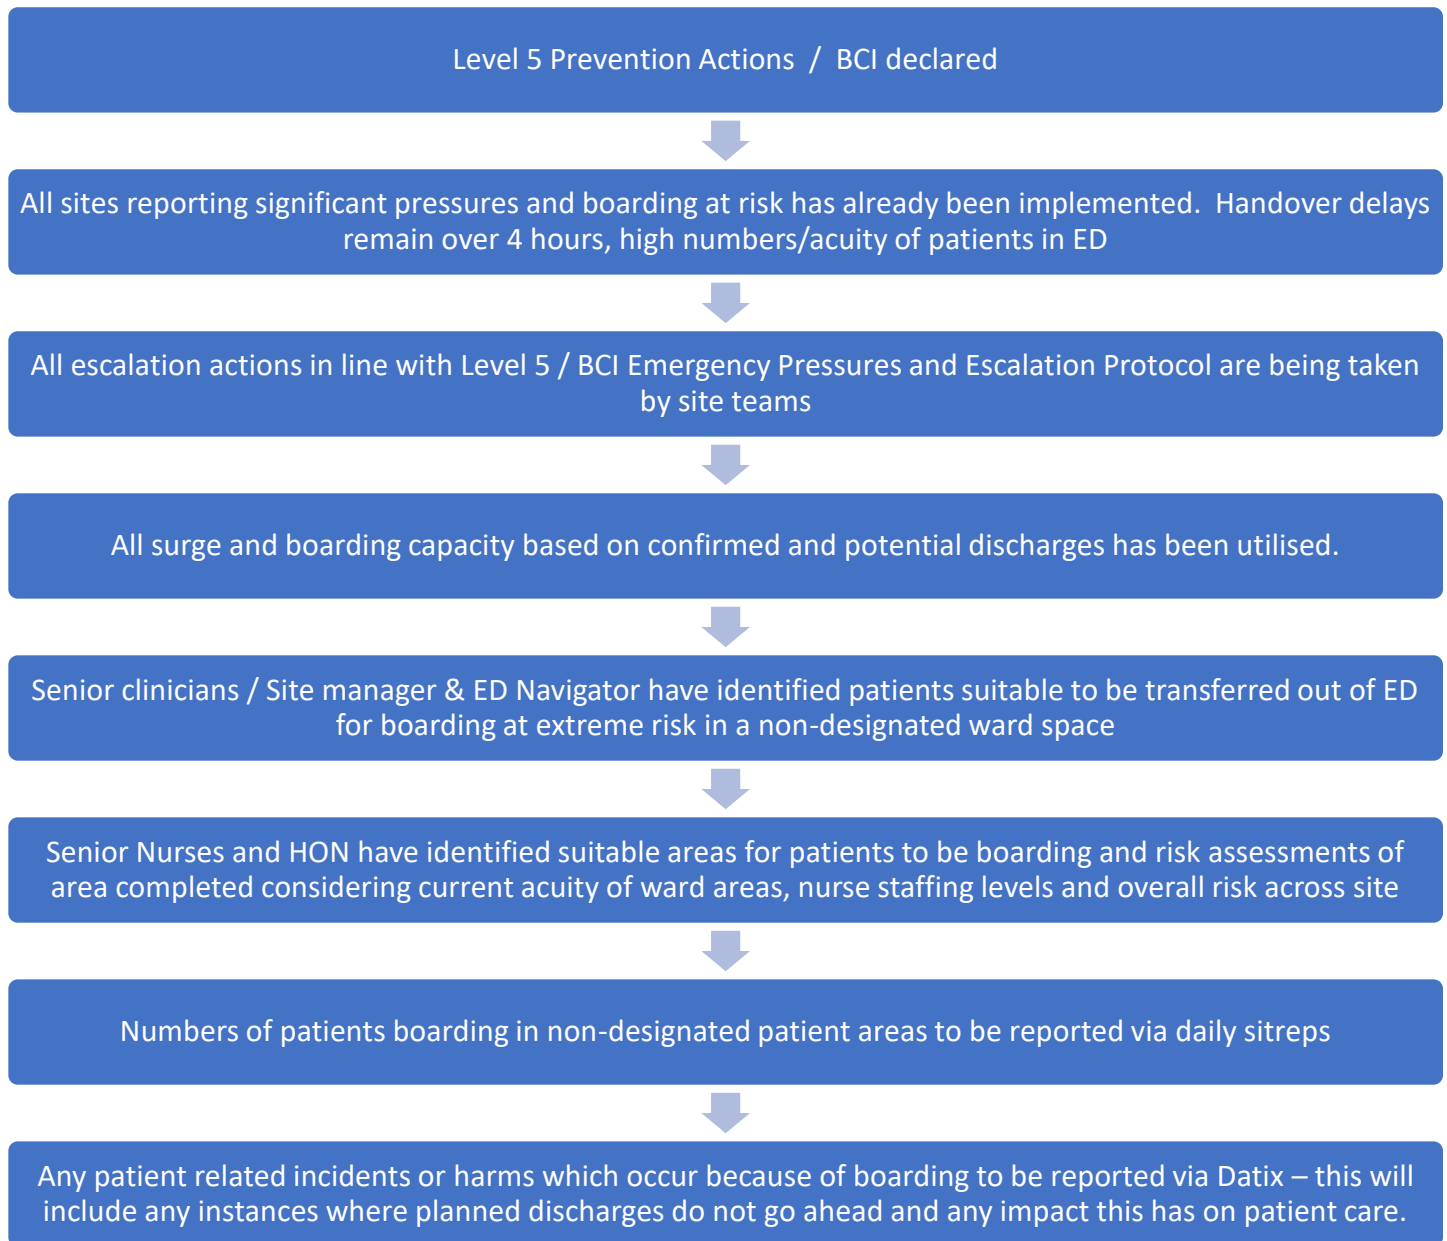 Level 5 Prevention Actions / BCI declared
All sites reporting significant pressures and boarding at risk has already been implemented. Handover delays
remain over 4 hours, high numbers/acuity of patients in ED
All escalation actions in line with Level 5 / BCI Emergency Pressures and Escalation Protocol are being taken
by site teams
All surge and boarding capacity based on confirmed and potential discharges has been utilised.
Senior clinicians / Site manager & ED Navigator have identified patients suitable to be transferred out of ED
for boarding at extreme risk in a non-designated ward space
Senior Nurses and HON have identified suitable areas for patients to be boarding and risk assessments of
area completed considering current acuity of ward areas, nurse staffing levels and overall risk across site
Numbers of patients boarding in non-designated patient areas to be reported via daily sitreps
Any patient related incidents or harms which occur because of boarding to be reported via Datix – this will
include any instances where planned discharges do not go ahead and any impact this has on patient care.